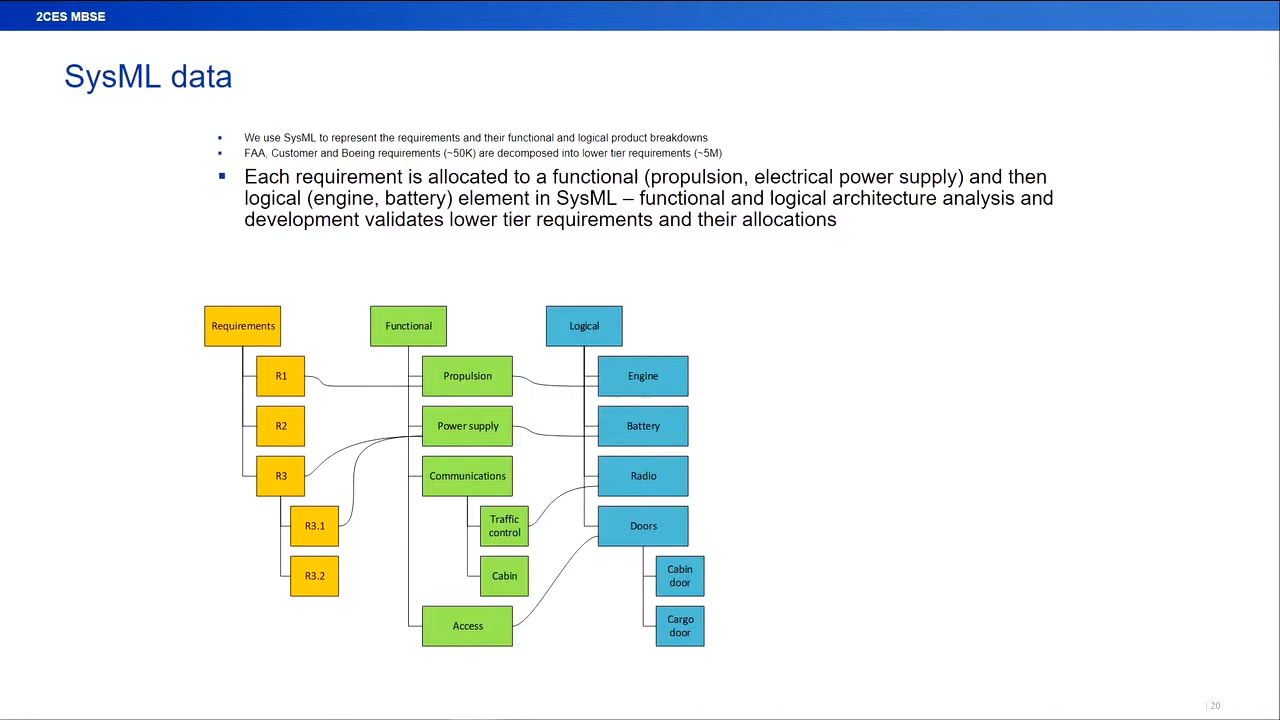 2CES MBSE
SysML data
We use SysML to represent the requirements and their functional and logical product breakdowns
FAA, Customer and Boeing requirements (~50K) are decomposed into lower tier requirements (~5M)
Each requirement is allocated to a functional (propulsion, electrical power supply) and then
logical (engine, battery) element in SysML – functional and logical architecture analysis and
development validates lower tier requirements and their allocations
Requirements
Functional
Logical
R1
Propulsion
Engine
R2
Power supply
Battery
R3
Communications
Radio
R3.1
Traffic
control
Doors
R3.2
Cabin
Cabin
door
Access
Cargo
door
| 20